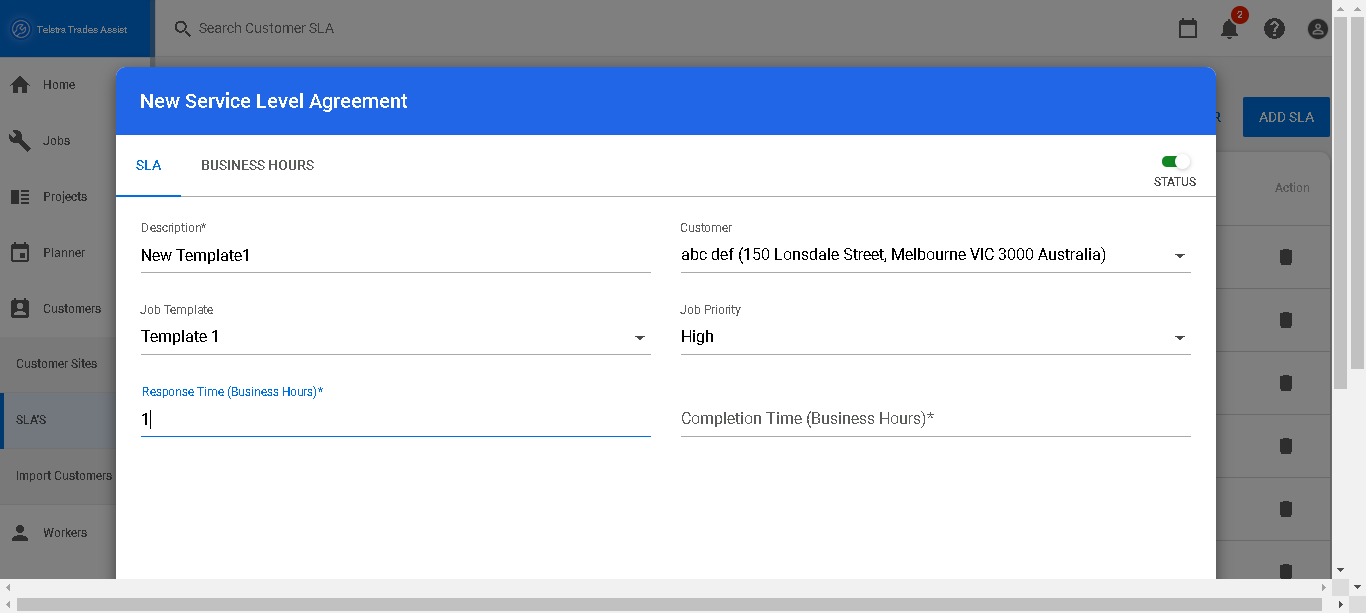 Telstra Trades Assist
Search Customer SLA
2
Home
Jobs
Projects
Planner
Customers
Customer Sites
SLA'S
Import Customers
Workers
R
ADD SLA
Action
New Service Level Agreement
SLA
BUSINESS HOURS
STATUS
Description*
New Template1
Customer
abc def (150 Lonsdale Street, Melbourne VIC 3000 Australia)
Job Template
Template 1
Job Priority
High
Response Time (Business Hours)*
1
Completion Time (Business Hours)*